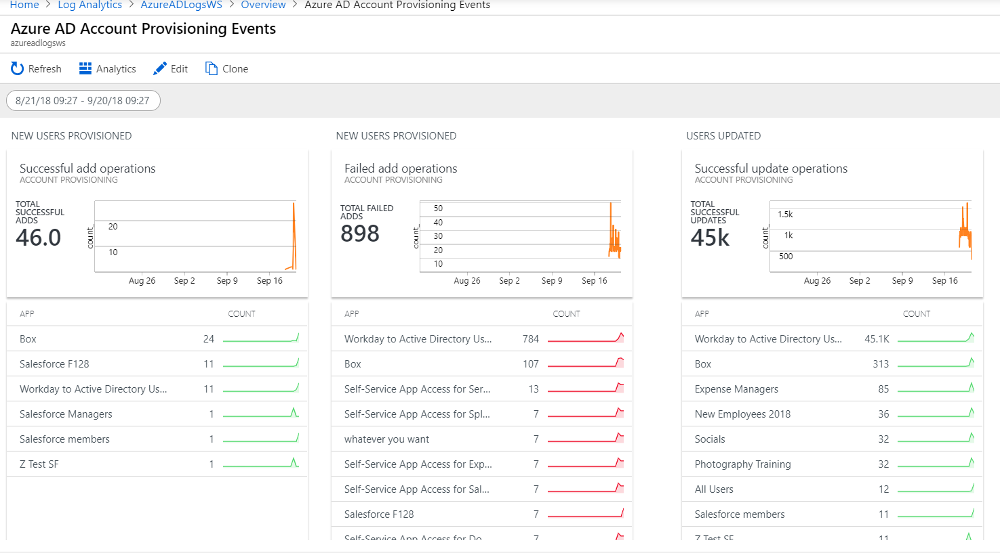 Home > Log Analytics > AzureADLogsWS > Overview > Azure AD Account Provisioning Events
Azure AD Account Provisioning Events
azureadlogsws
Refresh Analytics Edit Clone
8/21/18 09:27 - 9/20/18 09:27
NEW USERS PROVISIONED
Successful add operations
ACCOUNT PROVISIONING
TOTAL
SUCCESSFUL
ADDS
46.0
count_
20
10
Aug 26 Sep 2 Sep 9 Sep 16
APP COUNT
Box 24
Salesforce F128 11
Workday to Active Directory Us... 11
Salesforce Managers 1
Salesforce members 1
Z Test SF 1
NEW USERS PROVISIONED
Failed add operations
ACCOUNT PROVISIONING
TOTAL FAILED
ADDS
898
count_
50
40
30
20
10
Aug 26 Sep 2 Sep 9 Sep 16
APP COUNT
Workday to Active Directory Us... 784
Box 107
Self-Service App Access for Ser... 13
Self-Service App Access for Spl... 7
whatever you want 7
Self-Service App Access for Exp... 7
Self-Service App Access for Sal... 7
Salesforce F128 7
Self-Service App Access for Do... 7
USERS UPDATED
Successful update operations
ACCOUNT PROVISIONING
TOTAL
SUCCESSFUL
UPDATES
45k
count_
1.5k
1k
500
Aug 26 Sep 2 Sep 9 Sep 16
APP COUNT
Workday to Active Directory Us... 45.1K
Box 313
Expense Managers 85
New Employees 2018 36
Socials 32
Photography Training 32
All Users 12
Salesforce members 11
Z Test SF 11